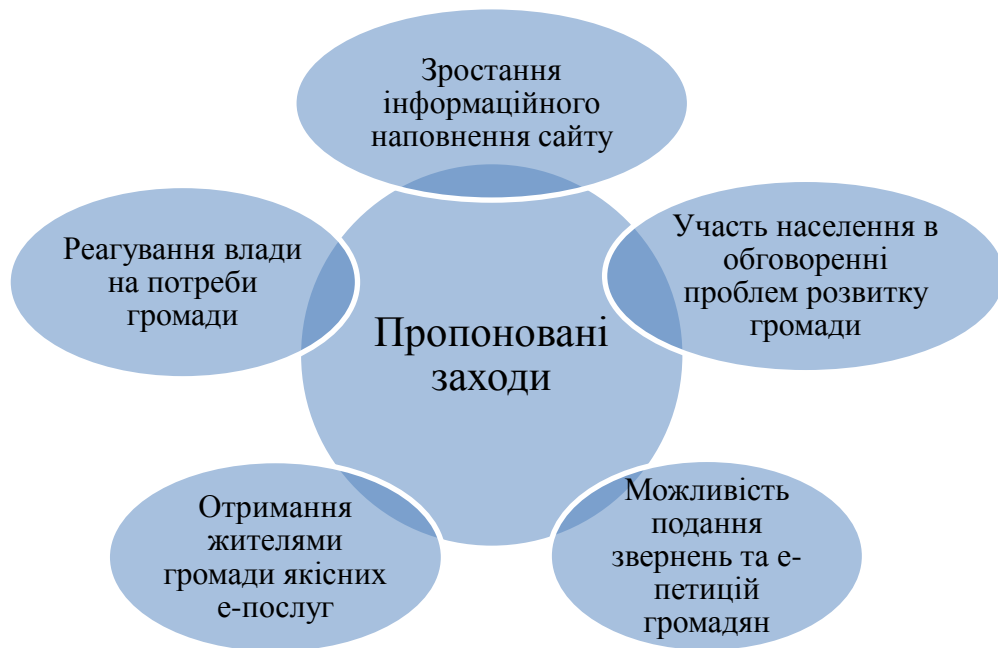 Зростання
інформаційного
наповнення сайту
Участь населення в
обговоренні
проблем розвитку
громади
Реагування влади
на потреби
громади
Пропоновані
заходи
Отримання
жителями
громади якісних
е-послуг
Можливість
подання
звернень та е-
петицій
громадян